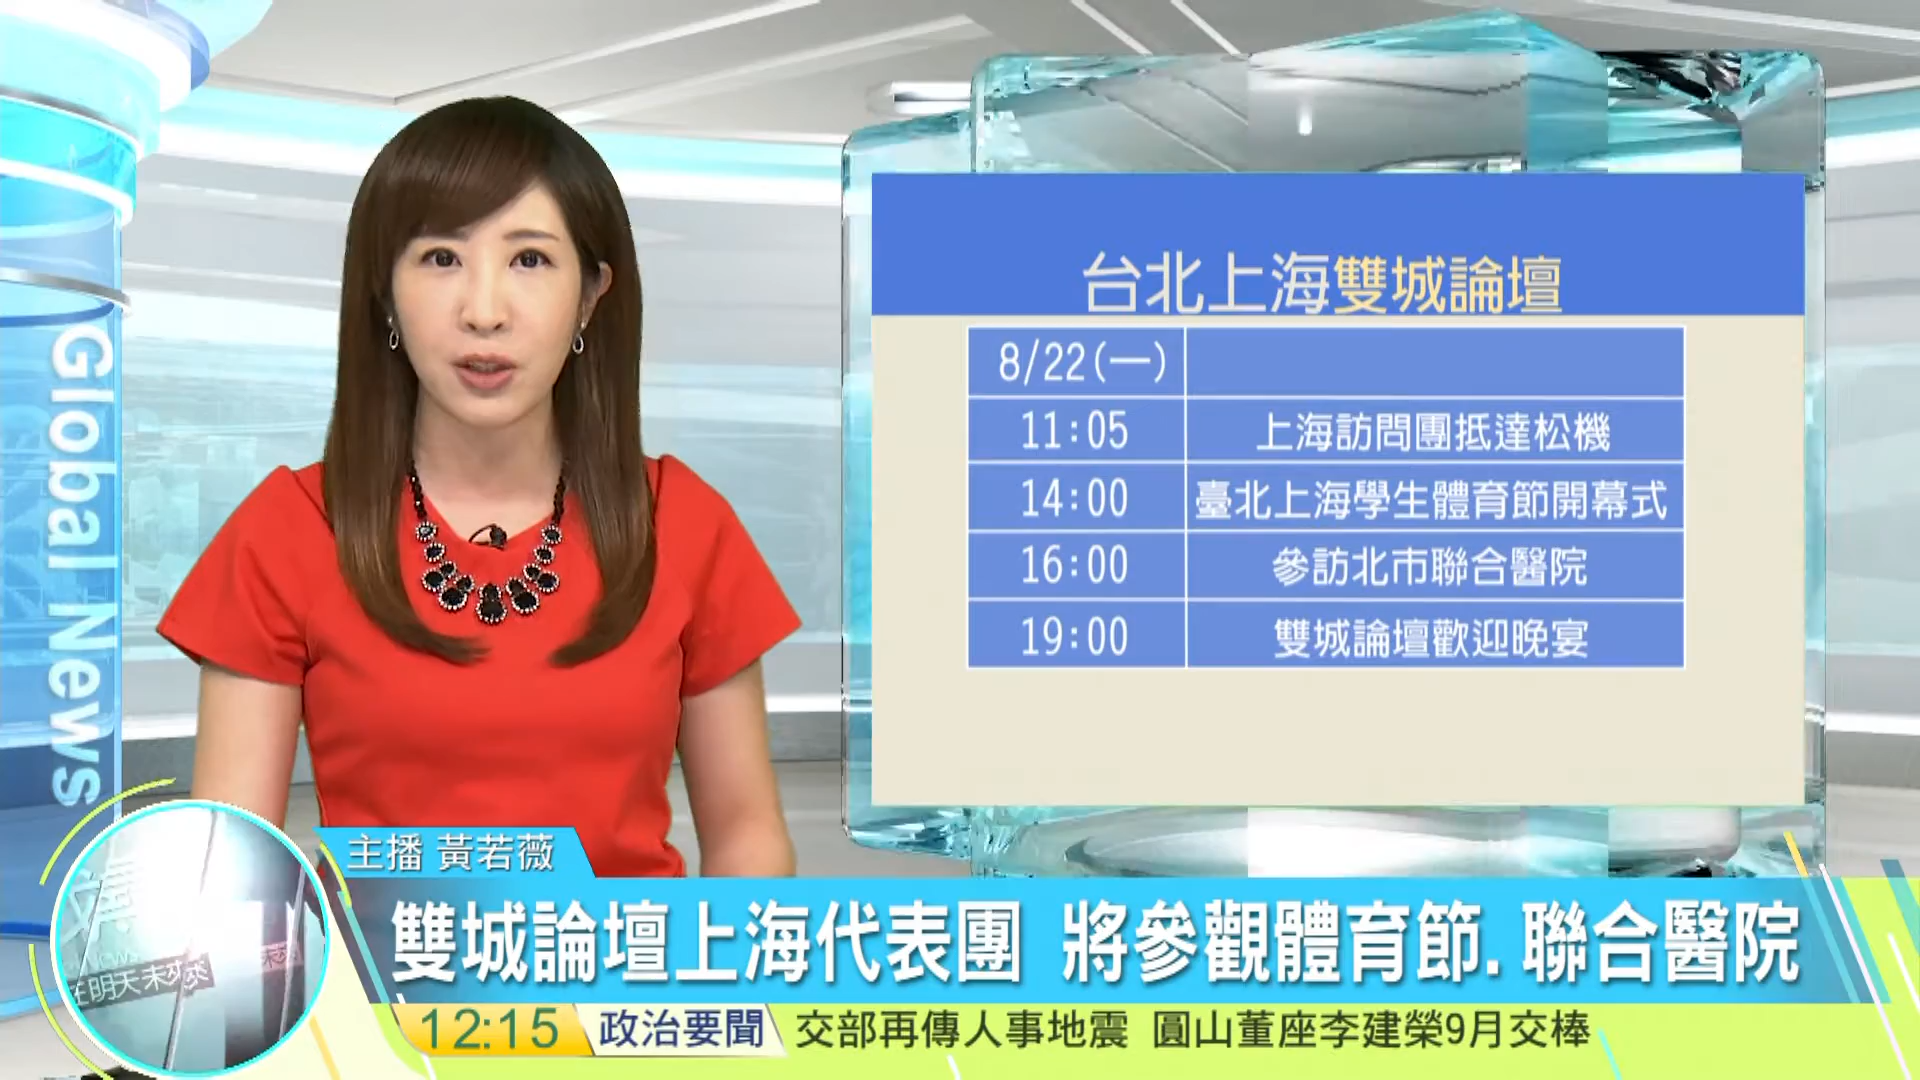 Global News
台北上海雙城論壇
8/22(一)
11:05 上海訪問團抵達松機
14:00 臺北上海學生體育節開幕式
16:00 參訪北市聯合醫院
19:00 雙城論壇歡迎晚宴
主播 黃若薇
雙城論壇上海代表團 將參觀體育節.聯合醫院
明天未來
12:15 政治要聞 交部再傳人事地震 圓山董座李建榮9月交棒